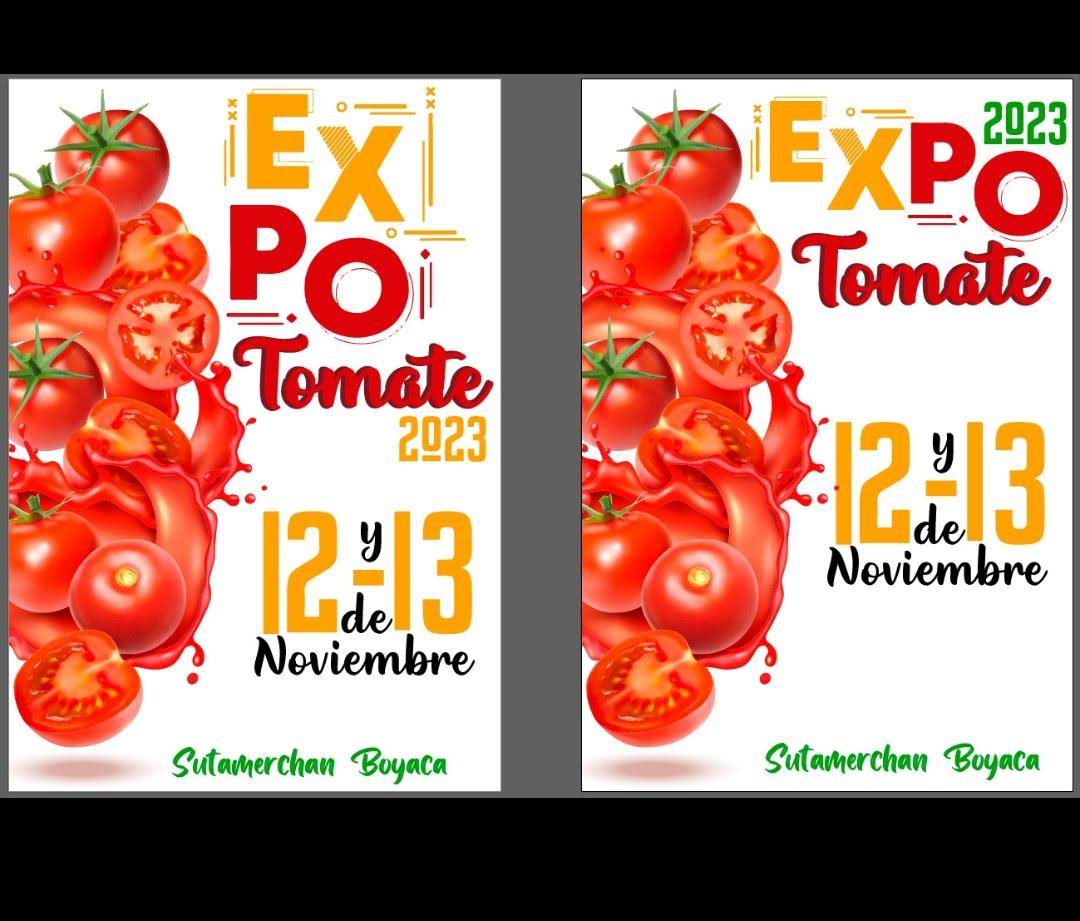 EX
PO
Tomate
2023
12 y 13
de
Noviembre
Sutamerchan Boyaca
EXPO 2023
Tomate
12 y 13
de
Noviembre
Sutamerchan Boyaca